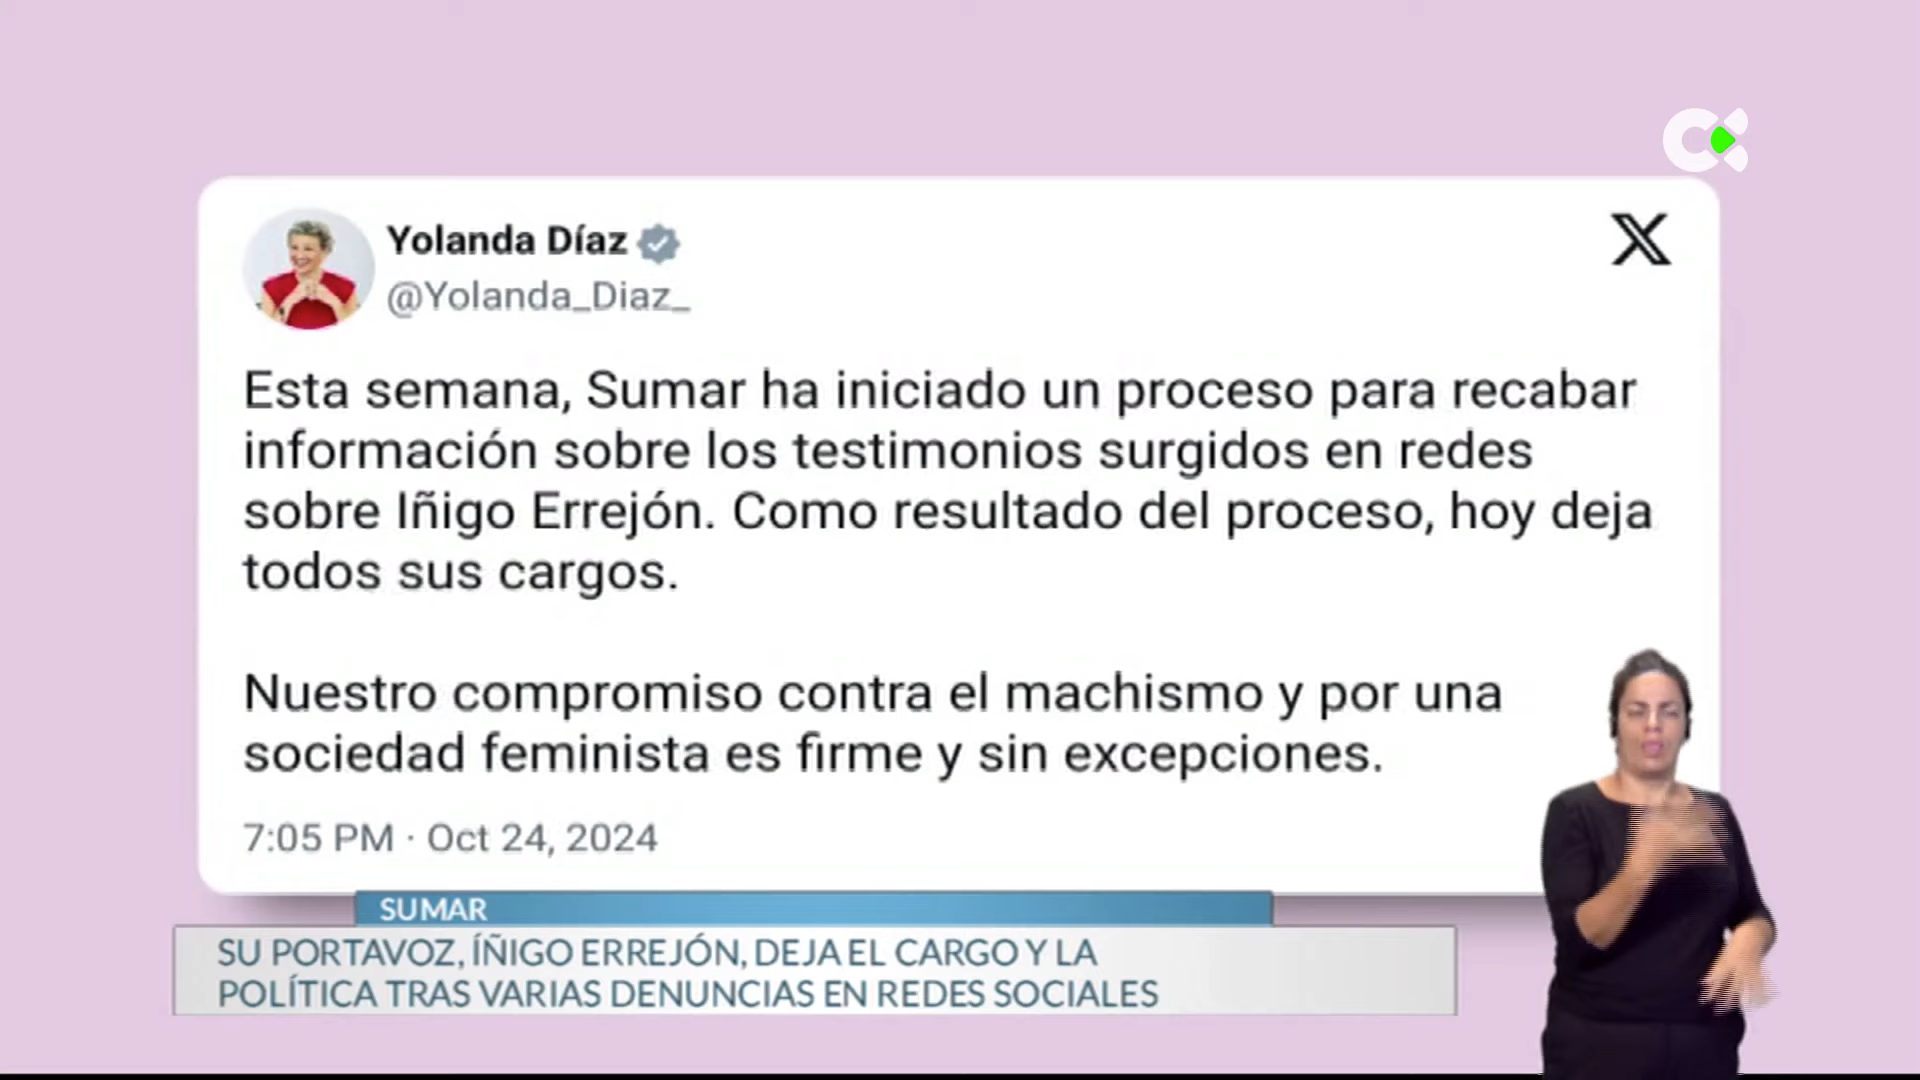 Yolanda Díaz
@Yolanda_Diaz_
Esta semana, Sumar ha iniciado un proceso para recabar
información sobre los testimonios surgidos en redes
sobre Iñigo Errejón. Como resultado del proceso, hoy deja
todos sus cargos.
Nuestro compromiso contra el machismo y por una
sociedad feminista es firme y sin excepciones.
7:05 PM · Oct 24, 2024
SUMAR
SU PORTAVOZ, ÍÑIGO ERREJÓN, DEJA EL CARGO Y LA
POLÍTICA TRAS VARIAS DENUNCIAS EN REDES SOCIALES